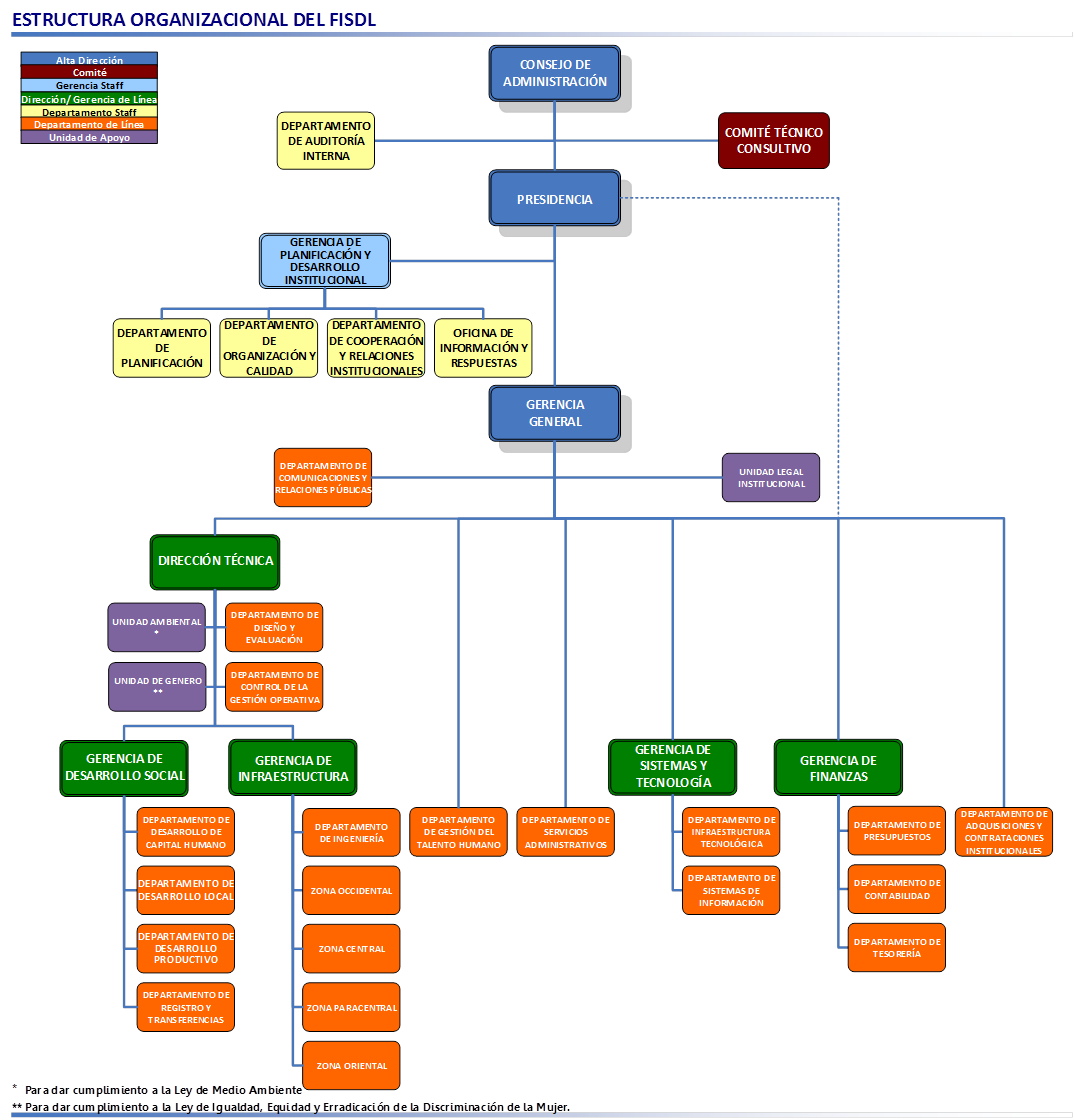 ESTRUCTURA ORGANIZACIONAL DEL FISDL
Alta Dirección
Comité
Gerencia Staff
Dirección/ Gerencia de Línea
Departamento Staff
Departamento de Línea
Unidad de Apoyo
CONSEJO DE
ADMINISTRACIÓN
DEPARTAMENTO
DE AUDITORÍA
INTERNA
COMITÉ TÉCNICO
CONSULTIVO
PRESIDENCIA
GERENCIA DE
PLANIFICACIÓN Y
DESARROLLO
INSTITUCIONAL
DEPARTAMENTO
DE
PLANIFICACIÓN
DEPARTAMENTO
DE
ORGANIZACIÓN Y
CALIDAD
DEPARTAMENTO
DE COOPERACIÓN
Y RELACIONES
INSTITUCIONALES
OFICINA DE
INFORMACIÓN Y
RESPUESTAS
GERENCIA
GENERAL
DEPARTAMENTO DE
COMUNICACIONES Y
RELACIONES PÚBLICAS
UNIDAD LEGAL
INSTITUCIONAL
DIRECCIÓN TÉCNICA
UNIDAD AMBIENTAL
*
DEPARTAMENTO DE
DISEÑO Y
EVALUACIÓN
UNIDAD DE GENERO
**
DEPARTAMENTO DE
CONTROL DE LA
GESTIÓN OPERATIVA
GERENCIA DE
DESARROLLO SOCIAL
GERENCIA DE
INFRAESTRUCTURA
GERENCIA DE
SISTEMAS Y
TECNOLOGÍA
GERENCIA DE
FINANZAS
DEPARTAMENTO DE
DESARROLLO DE
CAPITAL HUMANO
DEPARTAMENTO
DE INGENIERÍA
DEPARTAMENTO
DE GESTIÓN DEL
TALENTO HUMANO
DEPARTAMENTO DE
SERVICIOS
ADMINISTRATIVOS
DEPARTAMENTO DE
INFRAESTRUCTURA
TECNOLÓGICA
DEPARTAMENTO DE
PRESUPUESTOS
DEPARTAMENTO DE
ADQUISICIONES Y
CONTRATACIONES
INSTITUCIONALES
DEPARTAMENTO DE
DESARROLLO LOCAL
ZONA OCCIDENTAL
DEPARTAMENTO DE
SISTEMAS DE
INFORMACIÓN
DEPARTAMENTO DE
CONTABILIDAD
DEPARTAMENTO DE
DESARROLLO
PRODUCTIVO
ZONA CENTRAL
DEPARTAMENTO DE
TESORERÍA
DEPARTAMENTO DE
REGISTRO Y
TRANSFERENCIAS
ZONA PARACENTRAL
ZONA ORIENTAL
* Para dar cumplimiento a la Ley de Medio Ambiente
** Para dar cumplimiento a la Ley de Igualdad, Equidad y Erradicación de la Discriminación de la Mujer.